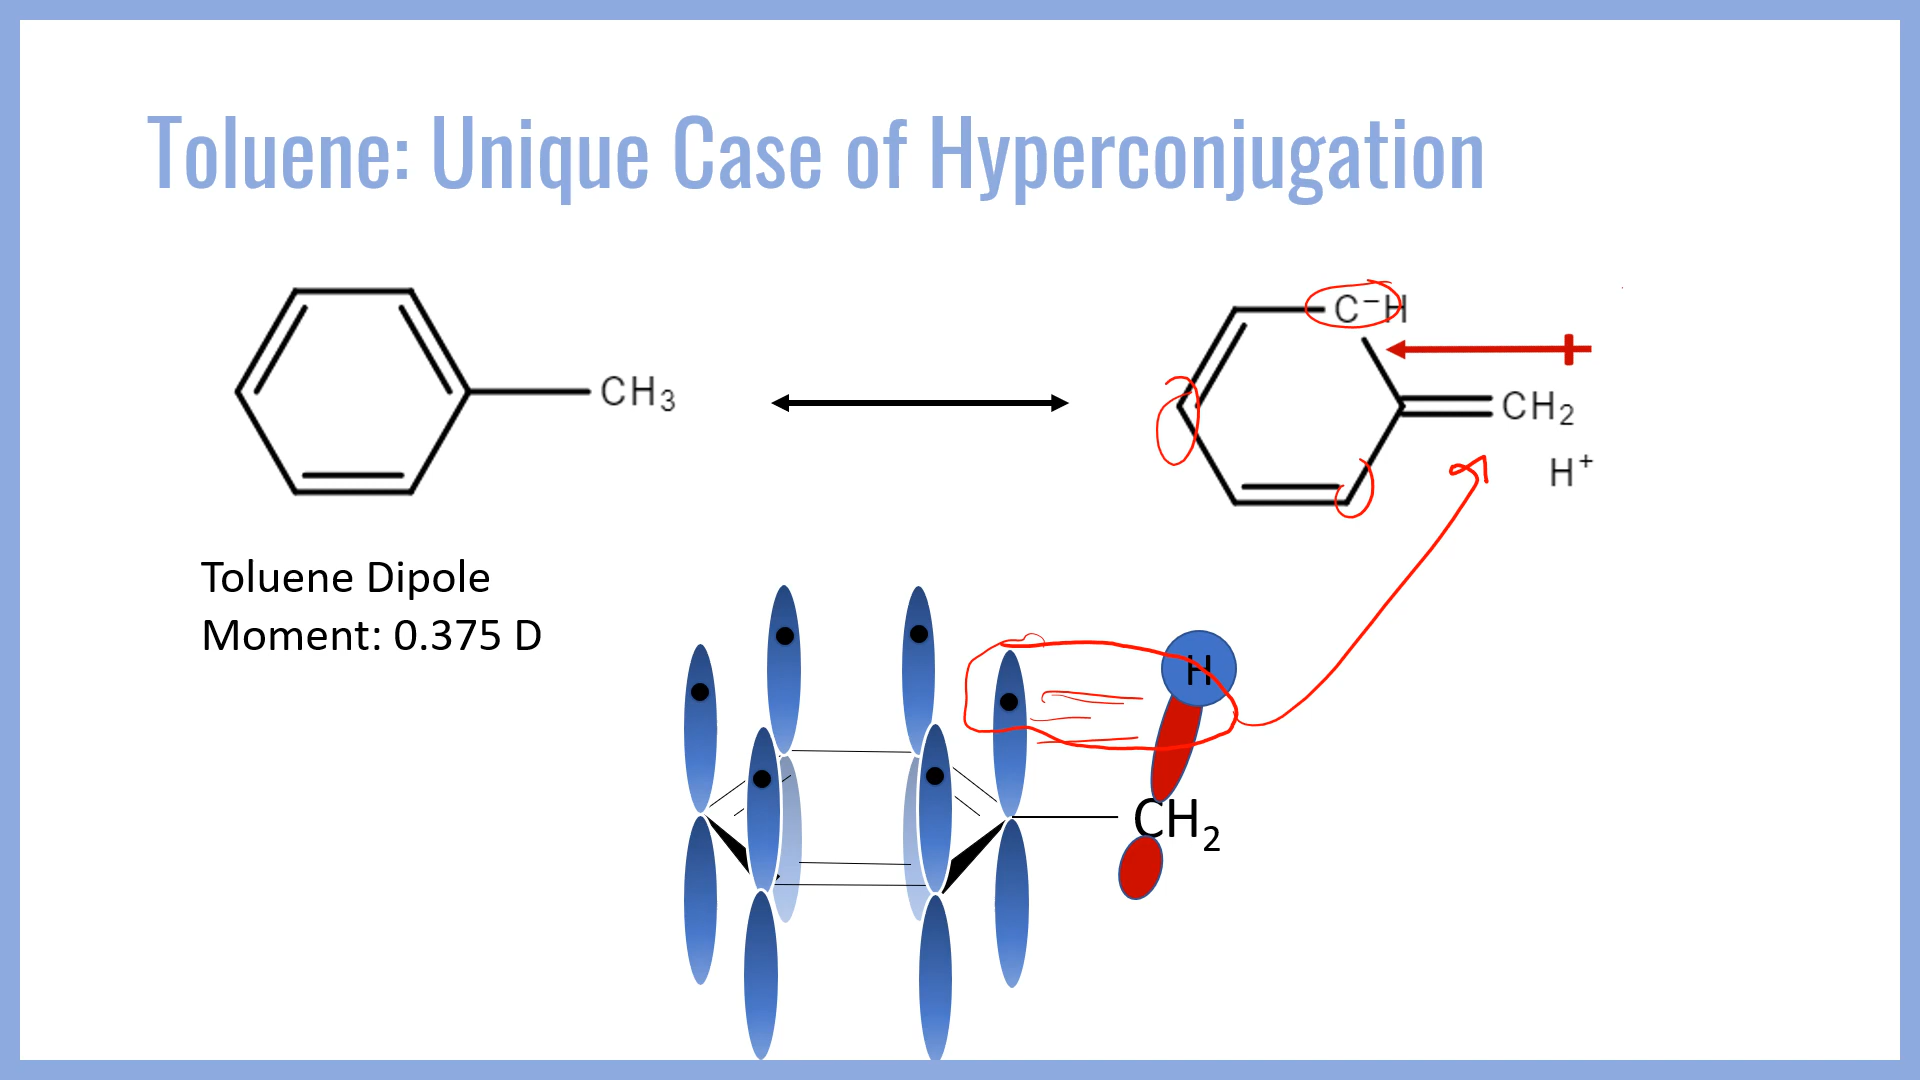 Toluene: Unique Case of Hyperconjugation
CH₃
C⁻H
CH₂
H⁺
Toluene Dipole
Moment: 0.375 D
H
CH₂